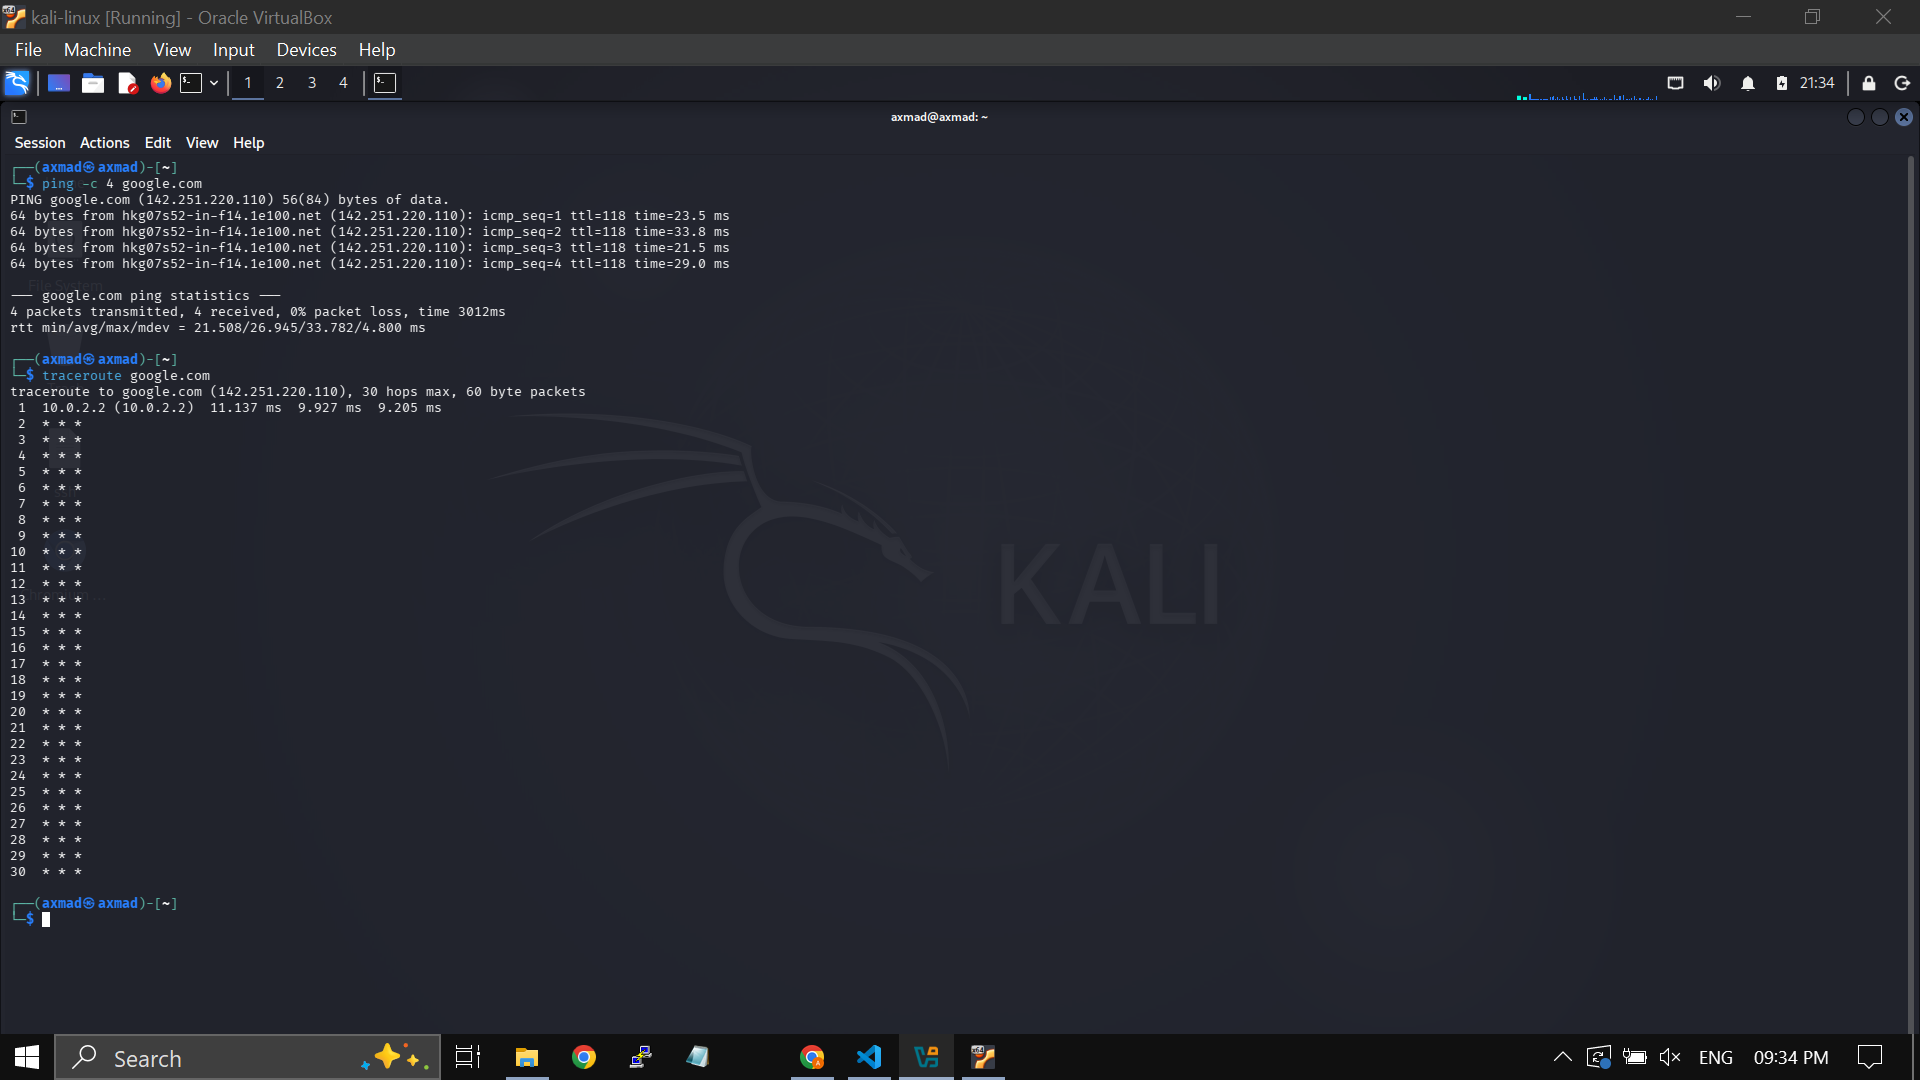 kali-linux [Running] - Oracle VirtualBox
File Machine View Input Devices Help
1 2 3 4 21:34
axmad@axmad: ~
Session Actions Edit View Help
┌──(axmad㉿axmad)-[~]
└─$ ping -c 4 google.com
PING google.com (142.251.220.110) 56(84) bytes of data.
64 bytes from hkg07s52-in-f14.1e100.net (142.251.220.110): icmp_seq=1 ttl=118 time=23.5 ms
64 bytes from hkg07s52-in-f14.1e100.net (142.251.220.110): icmp_seq=2 ttl=118 time=33.8 ms
64 bytes from hkg07s52-in-f14.1e100.net (142.251.220.110): icmp_seq=3 ttl=118 time=21.5 ms
64 bytes from hkg07s52-in-f14.1e100.net (142.251.220.110): icmp_seq=4 ttl=118 time=29.0 ms
File System
--- google.com ping statistics ---
4 packets transmitted, 4 received, 0% packet loss, time 3012ms
rtt min/avg/max/mdev = 21.508/26.945/33.782/4.800 ms
┌──(axmad㉿axmad)-[~]
└─$ traceroute google.com
traceroute to google.com (142.251.220.110), 30 hops max, 60 byte packets
1 10.0.2.2 (10.0.2.2) 11.137 ms 9.927 ms 9.205 ms
2 * * *
3 * * *
4 * * *
5 * * *
6 * * *
7 * * *
8 * * *
9 * * *
10 * * *
11 * * *
12 * * *
13 * * *
14 * * *
15 * * *
16 * * *
17 * * *
18 * * *
19 * * *
20 * * *
21 * * *
22 * * *
23 * * *
24 * * *
25 * * *
26 * * *
27 * * *
28 * * *
29 * * *
30 * * *
KALI
┌──(axmad㉿axmad)-[~]
└─$
Search ENG 09:34 PM